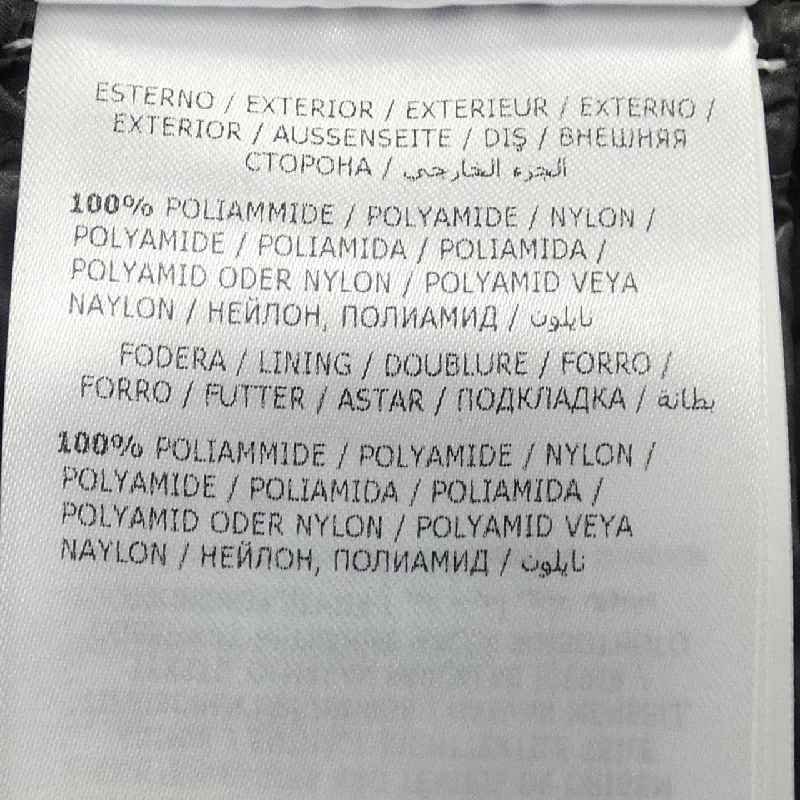 ESTERNO / EXTERIOR / EXTERIEUR / EXTERNO /
EXTERIOR / AUSSENSEITE / DIŞ / ВНЕШНЯЯ
СТОРОНА / الجزء الخارجي
100% POLIAMMIDE / POLYAMIDE / NYLON /
POLYAMIDE / POLIAMIDA / POLIAMIDA /
POLYAMID ODER NYLON / POLYAMID VEYA
NAYLON / НЕЙЛОН, ПОЛИАМИД / نايلون
FODERA / LINING / DOUBLURE / FORRO /
FORRO / FUTTER / ASTAR / ПОДКЛАДКА / بطانة
100% POLIAMMIDE / POLYAMIDE / NYLON /
POLYAMIDE / POLIAMIDA / POLIAMIDA /
POLYAMID ODER NYLON / POLYAMID VEYA
NAYLON / НЕЙЛОН, ПОЛИАМИД / نايلون